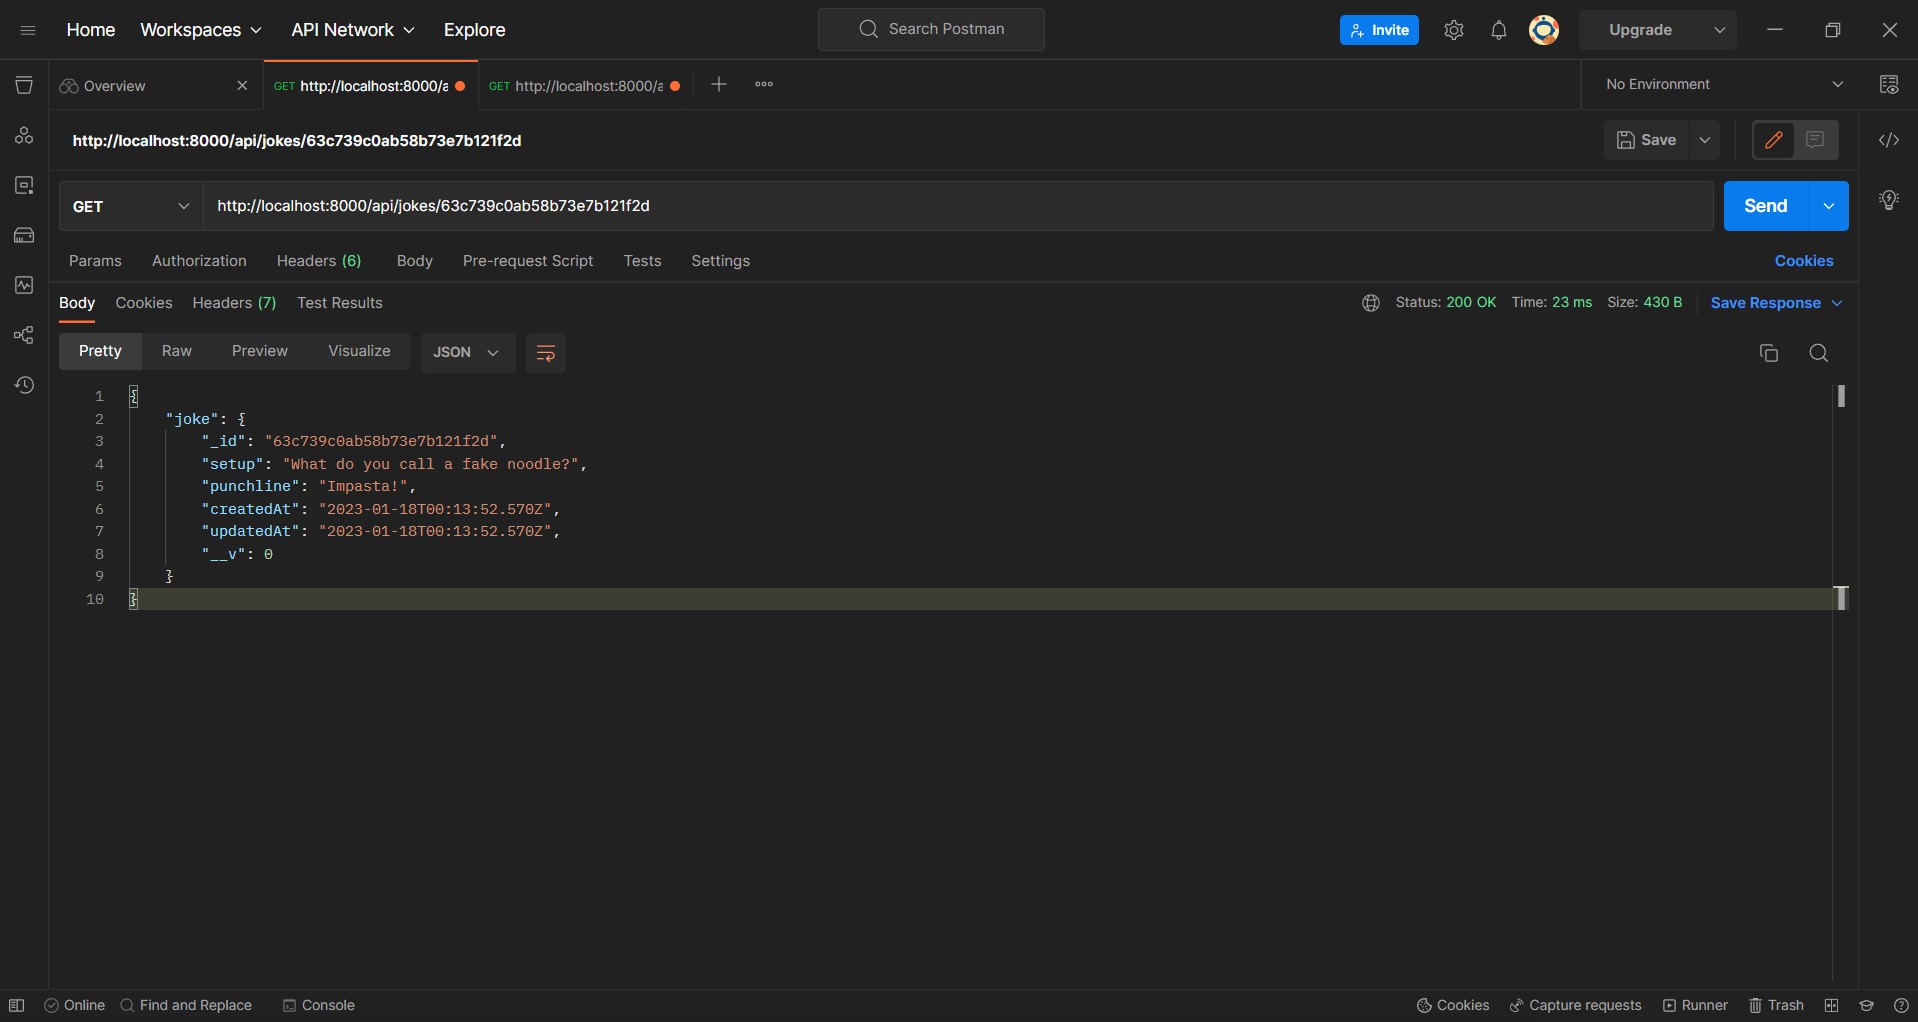 Home Workspaces API Network Explore Search Postman Invite Upgrade
Overview GET http://localhost:8000/a GET http://localhost:8000/a No Environment
http://localhost:8000/api/jokes/63c739c0ab58b73e7b121f2d Save
GET http://localhost:8000/api/jokes/63c739c0ab58b73e7b121f2d Send
Params Authorization Headers (6) Body Pre-request Script Tests Settings Cookies
Body Cookies Headers (7) Test Results Status: 200 OK Time: 23 ms Size: 430 B Save Response
Pretty Raw Preview Visualize JSON
1 {
2 "joke": {
3 "_id": "63c739c0ab58b73e7b121f2d",
4 "setup": "What do you call a fake noodle?",
5 "punchline": "Impasta!",
6 "createdAt": "2023-01-18T00:13:52.570Z",
7 "updatedAt": "2023-01-18T00:13:52.570Z",
8 "__v": 0
9 }
10 }
Online Find and Replace Console Cookies Capture requests Runner Trash